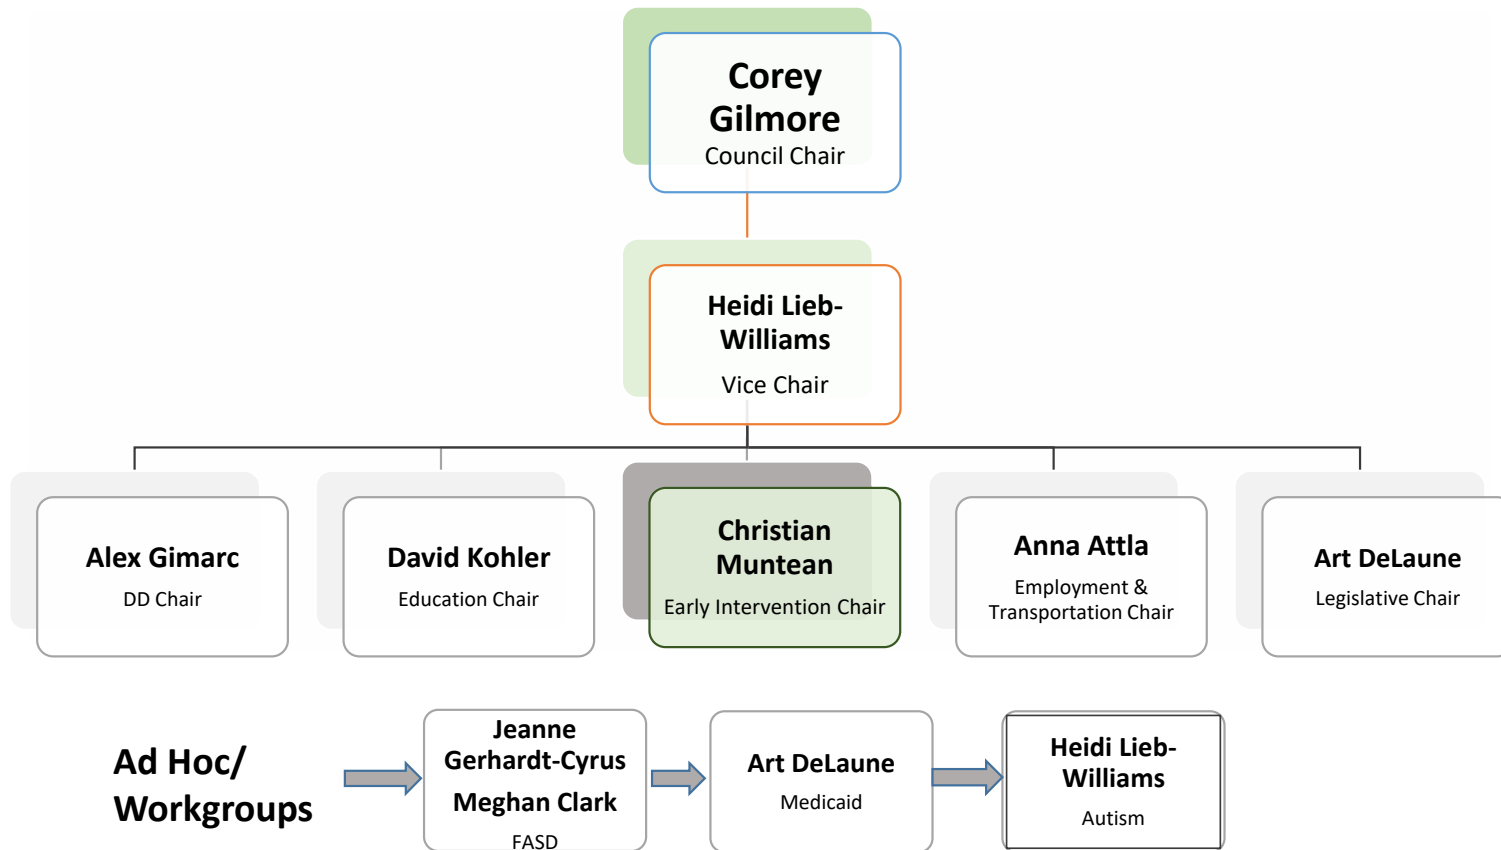 Corey
Gilmore
Council Chair
Heidi Lieb-
Williams
Vice Chair
Alex Gimarc
DD Chair
David Kohler
Education Chair
Christian
Muntean
Early Intervention Chair
Anna Attla
Employment &
Transportation Chair
Art DeLaune
Legislative Chair
Ad Hoc/
Workgroups
Jeanne
Gerhardt-Cyrus
Meghan Clark
FASD
Art DeLaune
Medicaid
Heidi Lieb-
Williams
Autism